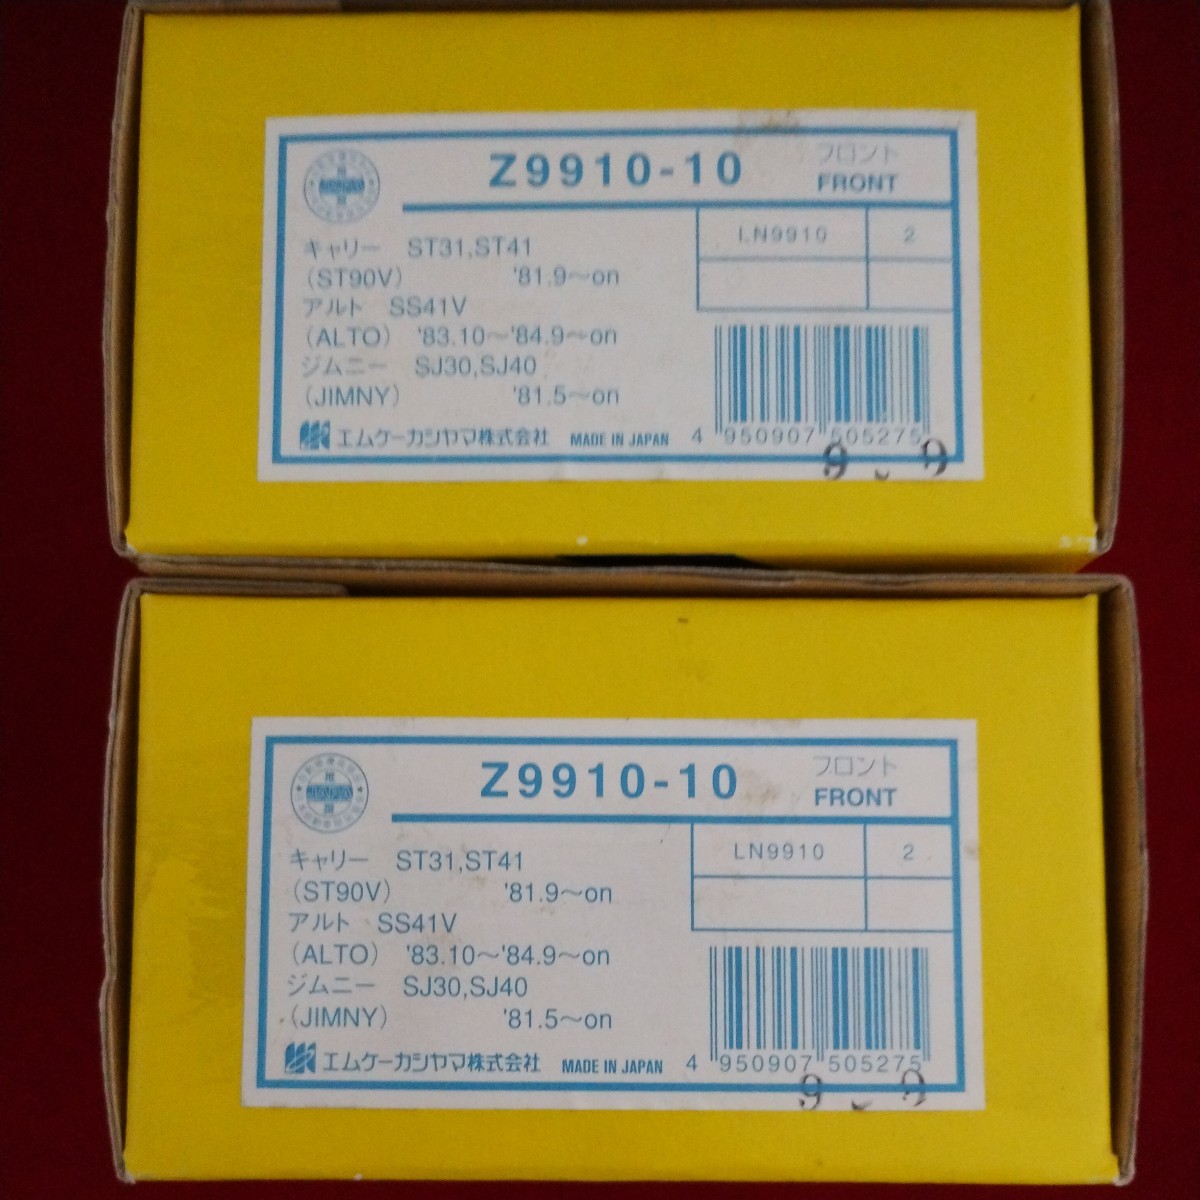 Z9910-10
フロント
FRONT
LN9910 2
キャリー ST31,ST41
(ST90V) '81.9～on
アルト SS41V
(ALTO) '83.10～'84.9～on
ジムニー SJ30,SJ40
(JIMNY) '81.5～on
エムケーカシヤマ株式会社 MADE IN JAPAN
4 950907 505275
Z9910-10
フロント
FRONT
LN9910 2
キャリー ST31,ST41
(ST90V) '81.9～on
アルト SS41V
(ALTO) '83.10～'84.9～on
ジムニー SJ30,SJ40
(JIMNY) '81.5～on
エムケーカシヤマ株式会社 MADE IN JAPAN
4 950907 505275